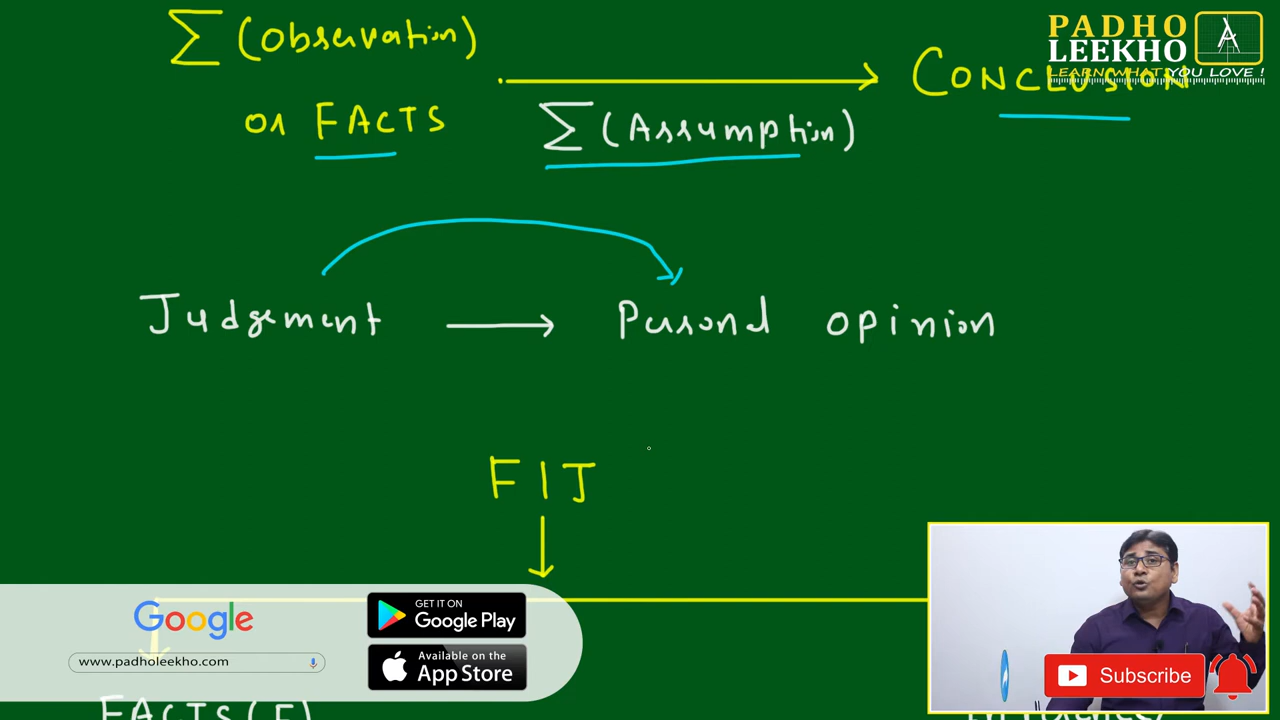 ∑ (Observation)
or FACTS
∑ (Assumption)
CONCLUSION
PADHO
LEEKHO
LEARN WHAT YOU LOVE !
Judgement → Personal opinion
FIJ
Google
www.padholeekho.com
GET IT ON
Google Play
Available on the
App Store
Subscribe
FACTS (F)